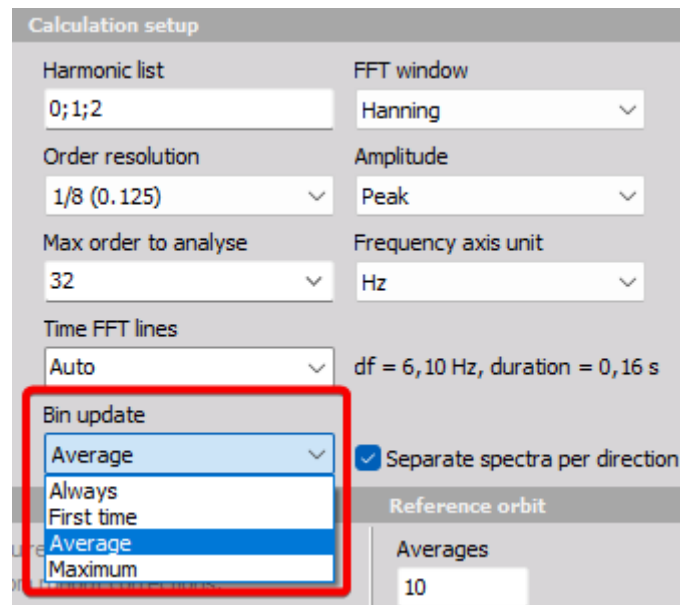 Calculation setup
Harmonic list
FFT window
0;1;2
Hanning
Order resolution
Amplitude
1/8 (0.125)
Peak
Max order to analyse
Frequency axis unit
32
Hz
Time FFT lines
Auto
df = 6,10 Hz, duration = 0,16 s
Bin update
Average
Separate spectra per direction
Always
First time
Reference orbit
Average
Averages
Maximum
10